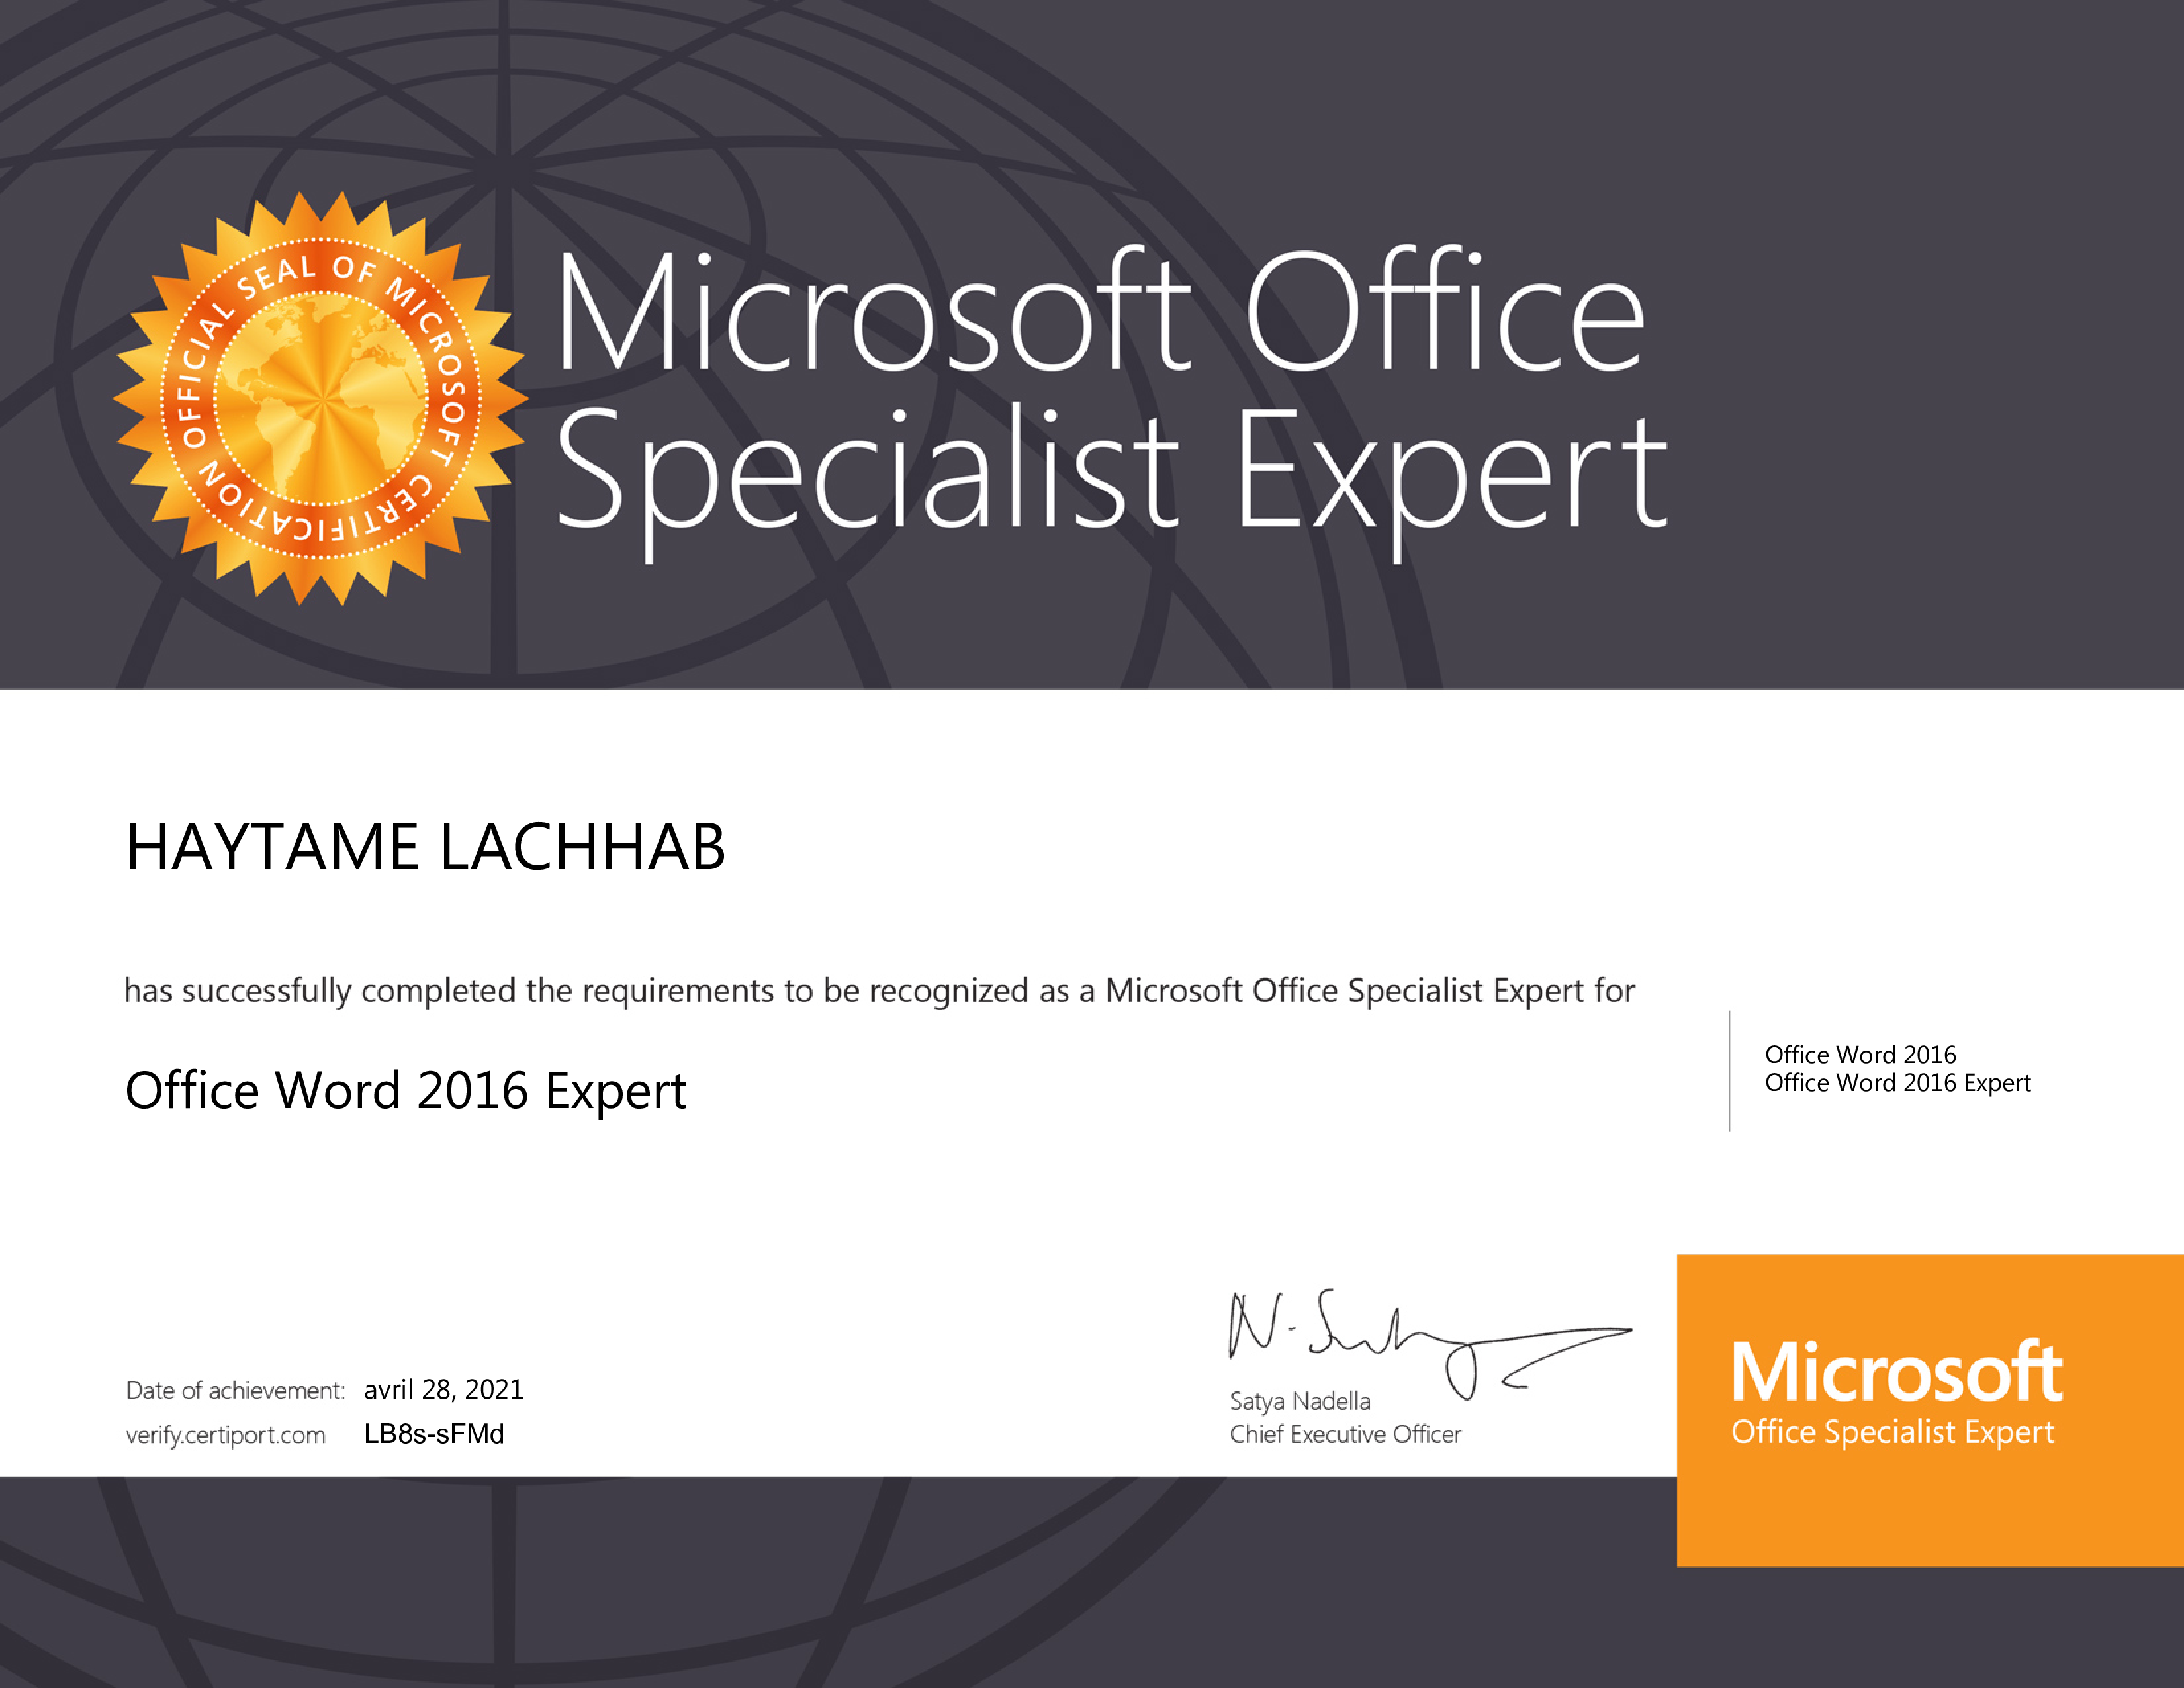 OFFICIAL SEAL OF MICROSOFT CERTIFICATION
Microsoft Office
Specialist Expert
HAYTAME LACHHAB
has successfully completed the requirements to be recognized as a Microsoft Office Specialist Expert for
Office Word 2016 Expert
Office Word 2016
Office Word 2016 Expert
Date of achievement: avril 28, 2021
verify.certiport.com LB8s-sFMd
N. Satya
Satya Nadella
Chief Executive Officer
Microsoft
Office Specialist Expert